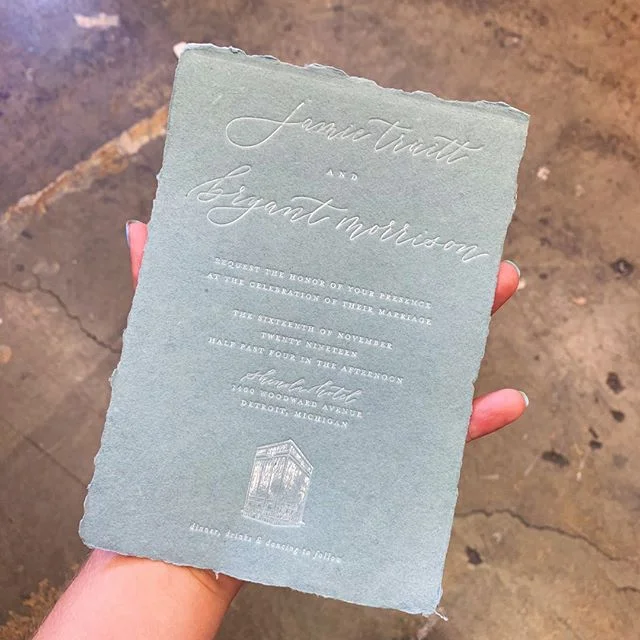 Jamie Truitt
AND
bryant morrison
REQUEST THE HONOR OF YOUR PRESENCE
AT THE CELEBRATION OF THEIR MARRIAGE
THE SIXTEENTH OF NOVEMBER
TWENTY NINETEEN
HALF PAST FOUR IN THE AFTERNOON
shinola hotel
1400 WOODWARD AVENUE
DETROIT, MICHIGAN
dinner, drinks & dancing to follow